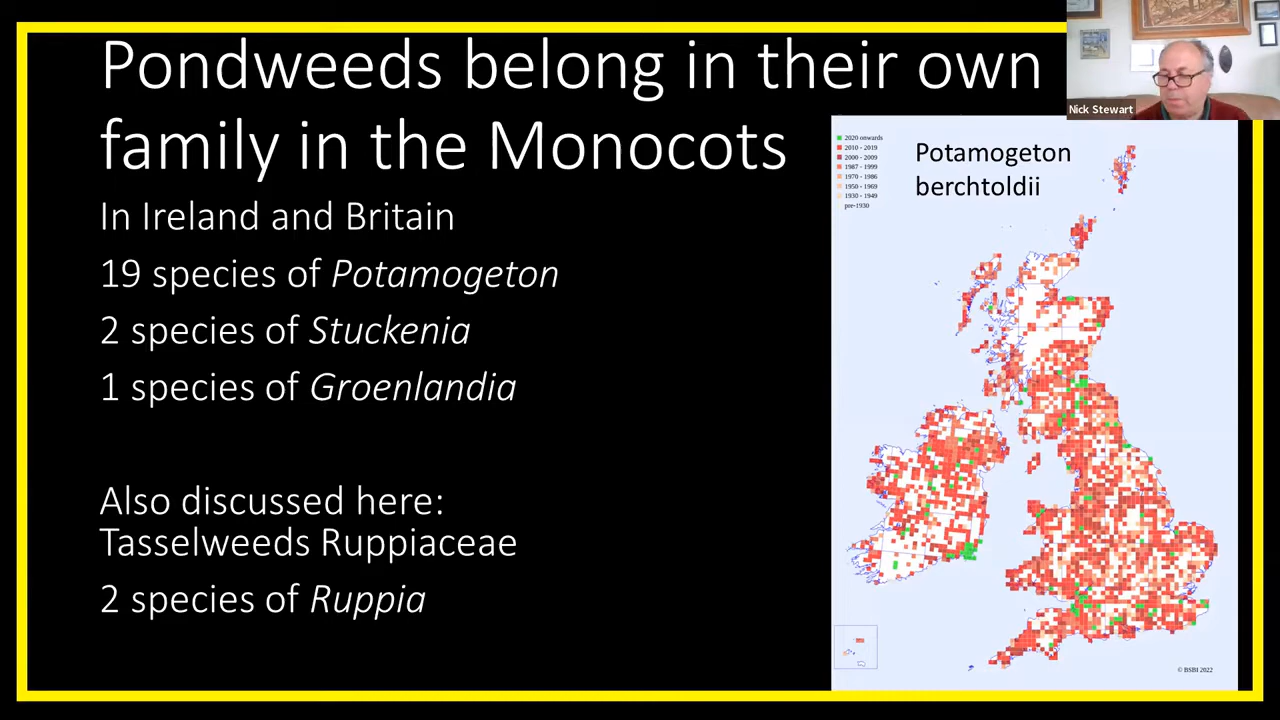 Pondweeds belong in their own
family in the Monocots
In Ireland and Britain
19 species of Potamogeton
2 species of Stuckenia
1 species of Groenlandia
Also discussed here:
Tasselweeds Ruppiaceae
2 species of Ruppia
Nick Stewart
2020 onwards
2010 - 2019
2000 - 2009
1987 - 1999
1970 - 1986
1950 - 1969
1930 - 1949
pre-1930
Potamogeton
berchtoldii
© BSBI 2022